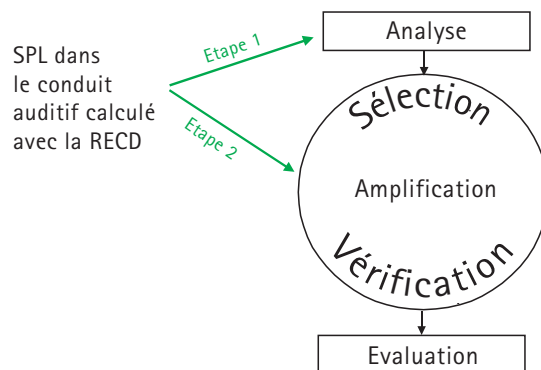 SPL dans
le conduit
auditif calculé
avec la RECD
Etape 1
Etape 2
Analyse
Sélection
Amplification
Vérification
Evaluation